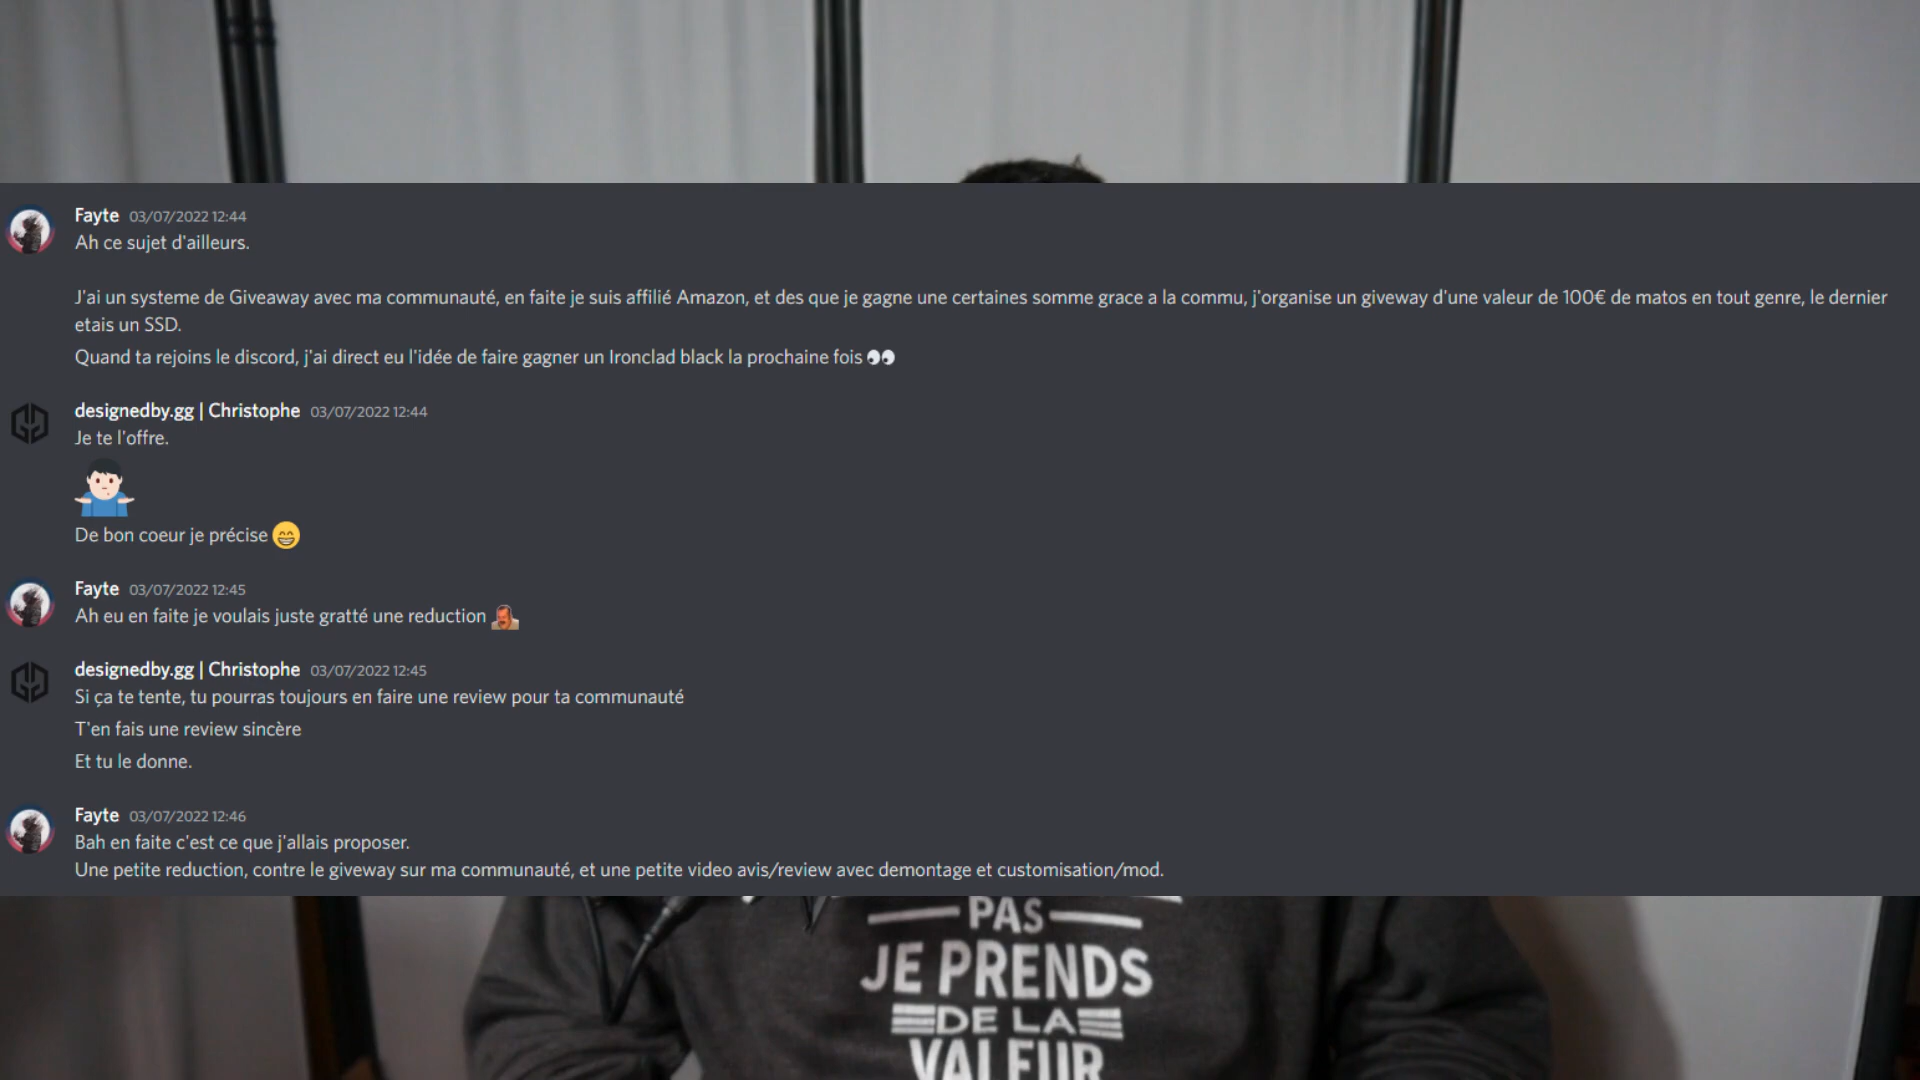 Fayte 03/07/2022 12:44
Ah ce sujet d'ailleurs.
J'ai un systeme de Giveaway avec ma communauté, en faite je suis affilié Amazon, et des que je gagne une certaines somme grace a la commu, j'organise un giveway d'une valeur de 100€ de matos en tout genre, le dernier
etais un SSD.
Quand ta rejoins le discord, j'ai direct eu l'idée de faire gagner un Ironclad black la prochaine fois 👀
designedby.gg | Christophe 03/07/2022 12:44
Je te l'offre.
🤷‍♂️
De bon coeur je précise 😄
Fayte 03/07/2022 12:45
Ah eu en faite je voulais juste gratté une reduction
designedby.gg | Christophe 03/07/2022 12:45
Si ça te tente, tu pourras toujours en faire une review pour ta communauté
T'en fais une review sincère
Et tu le donne.
Fayte 03/07/2022 12:46
Bah en faite c'est ce que j'allais proposer.
Une petite reduction, contre le giveway sur ma communauté, et une petite video avis/review avec demontage et customisation/mod.
PAS
JE PRENDS
DE LA
VALEUR